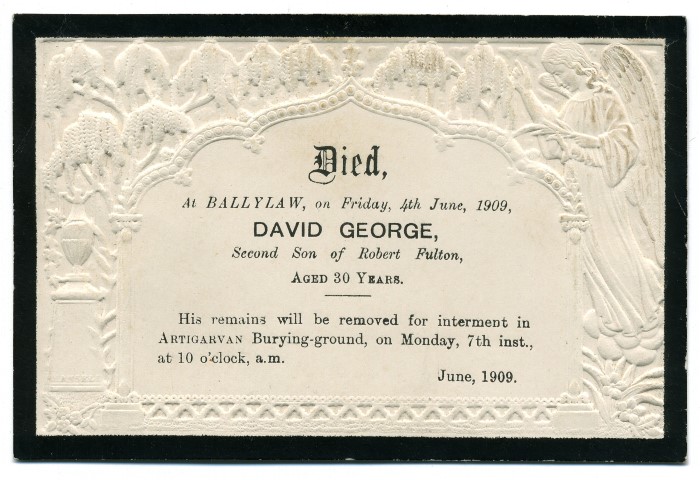 Died,
At BALLYLAW, on Friday, 4th June, 1909,
DAVID GEORGE,
Second Son of Robert Fulton,
AGED 30 YEARS.
His remains will be removed for interment in
ARTIGARVAN Burying-ground, on Monday, 7th inst.,
at 10 o'clock, a.m.
June, 1909.